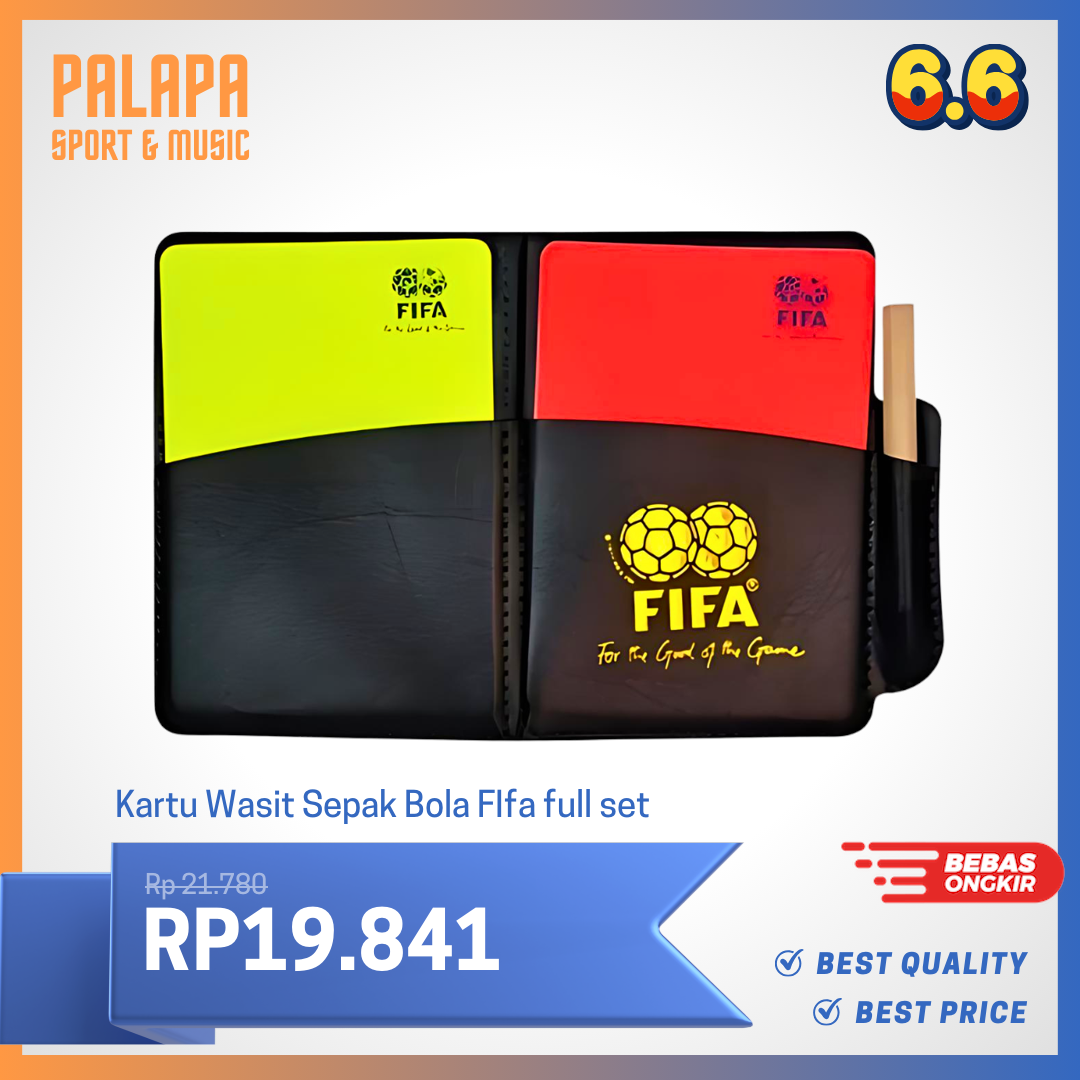 PALAPA
SPORT & MUSIC
6.6
FIFA
FIFA
FIFA
For the Good of the Game
Kartu Wasit Sepak Bola FIfa full set
Rp 21.780
RP19.841
BEBAS
ONGKIR
BEST QUALITY
BEST PRICE